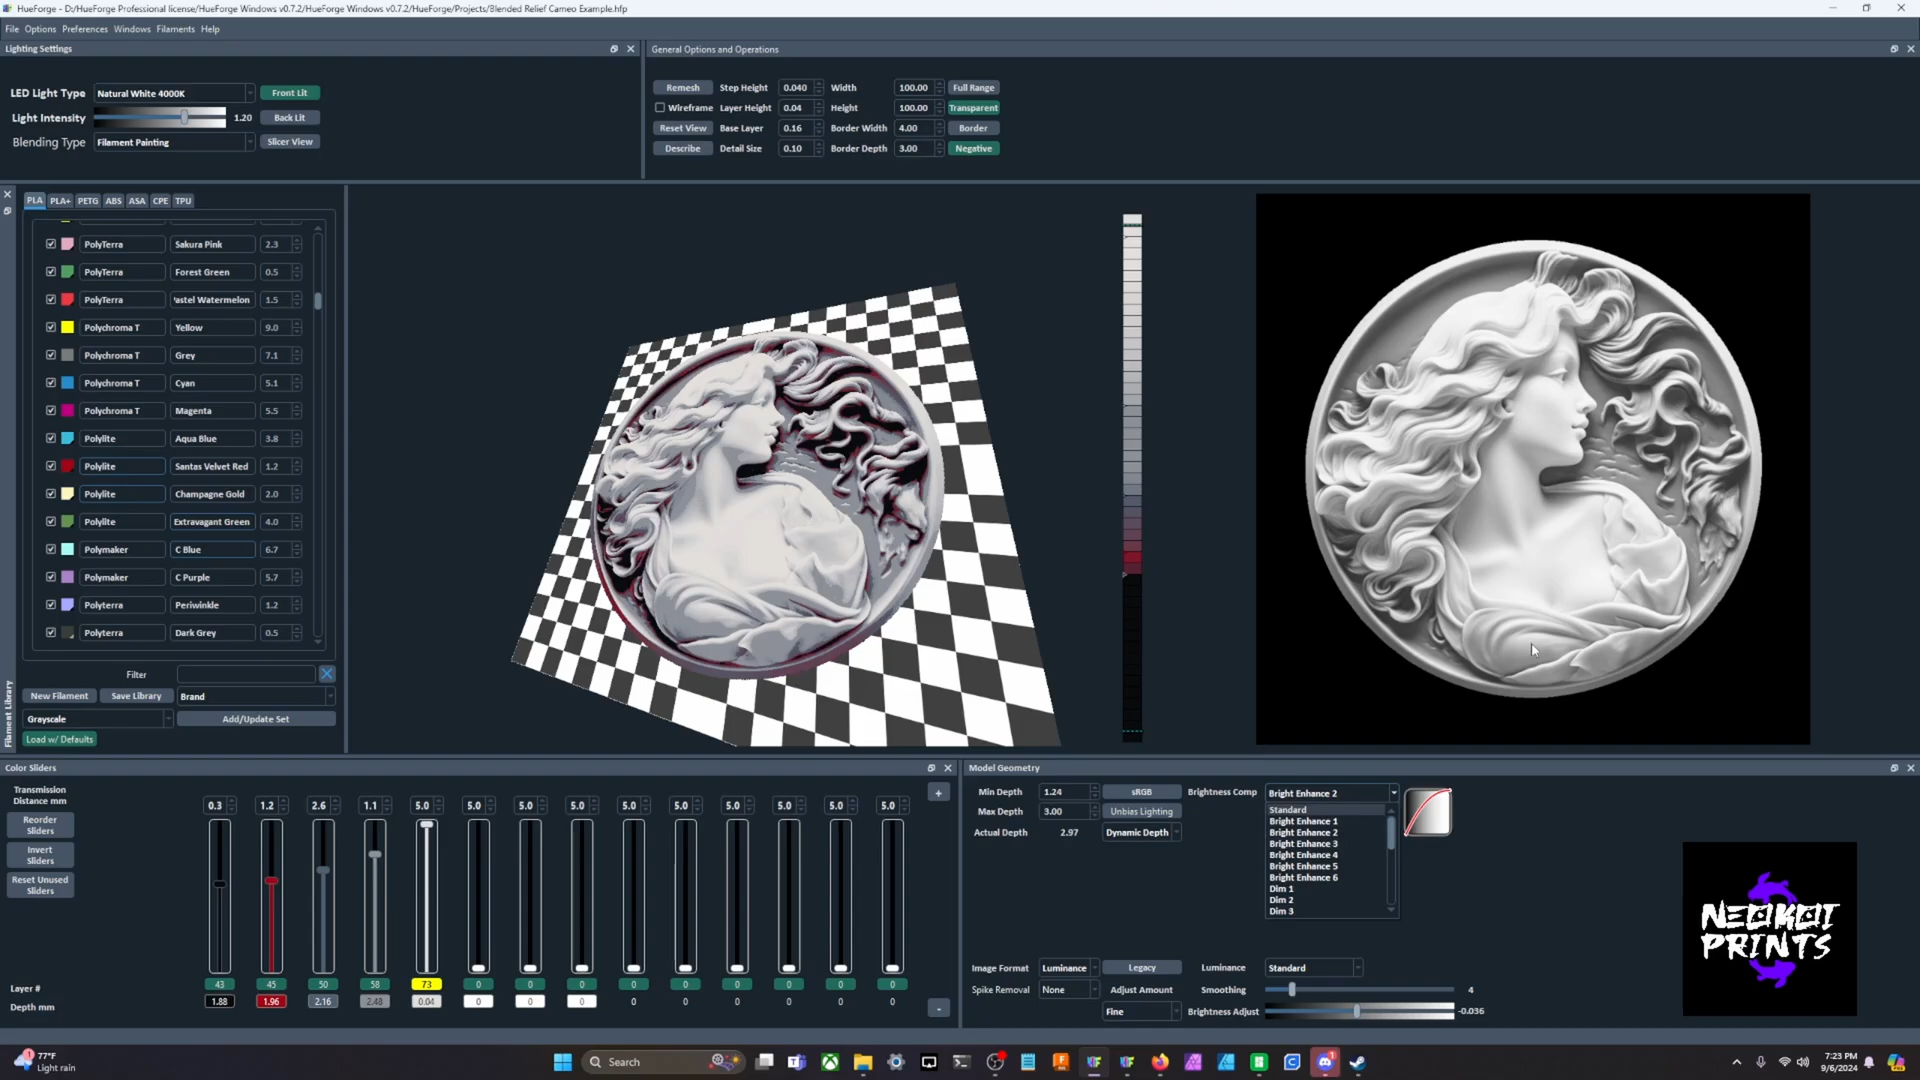 HueForge - D:/HueForge Professional license/HueForge Windows v0.7.2/HueForge Windows v0.7.2/HueForge/Projects/Blended Relief Cameo Example.hfp
File Options Preferences Windows Filaments Help
Lighting Settings
LED Light Type Natural White 4000K Front Lit
Light Intensity 1.20 Back Lit
Blending Type Filament Painting Slicer View
General Options and Operations
Remesh Step Height 0.040 Width 100.00 Full Range
Wireframe Layer Height 0.04 Height 100.00 Transparent
Reset View Base Layer 0.16 Border Width 4.00 Border
Describe Detail Size 0.10 Border Depth 3.00 Negative
PLA PLA+ PETG ABS ASA CPE TPU
PolyTerra Sakura Pink 2.3
PolyTerra Forest Green 0.5
PolyTerra astel Watermelon 1.5
Polychroma T Yellow 9.0
Polychroma T Grey 7.1
Polychroma T Cyan 5.1
Polychroma T Magenta 5.5
Polylite Aqua Blue 3.8
Polylite Santas Velvet Red 1.2
Polylite Champagne Gold 2.0
Polylite Extravagant Green 4.0
Polymaker C Blue 6.7
Polymaker C Purple 5.7
Polyterra Periwinkle 1.2
Polyterra Dark Grey 0.5
Filter
New Filament Save Library Brand
Grayscale Add/Update Set
Load w/ Defaults
Filament Library
Color Sliders
Transmission
Distance mm
0.3 1.2 2.6 1.1 5.0 5.0 5.0 5.0 5.0 5.0 5.0 5.0 5.0 5.0
+
Reorder
Sliders
Invert
Sliders
Reset Unused
Sliders
Layer # 43 45 50 58 73 0 0 0 0 0 0 0 0 0
Depth mm 1.88 1.96 2.16 2.48 0.04 0 0 0 0 0 0 0 0 0
-
Model Geometry
Min Depth 1.24 sRGB Brightness Comp Bright Enhance 2
Max Depth 3.00 Unbias Lighting
Actual Depth 2.97 Dynamic Depth
Standard
Bright Enhance 1
Bright Enhance 2
Bright Enhance 3
Bright Enhance 4
Bright Enhance 5
Bright Enhance 6
Dim 1
Dim 2
Dim 3
Image Format Luminance Legacy Luminance Standard
Spike Removal None Adjust Amount Smoothing 4
Fine Brightness Adjust -0.036
NEOKOI
PRINTS
1
77°F
Light rain
Search
1
7:23 PM
9/6/2024